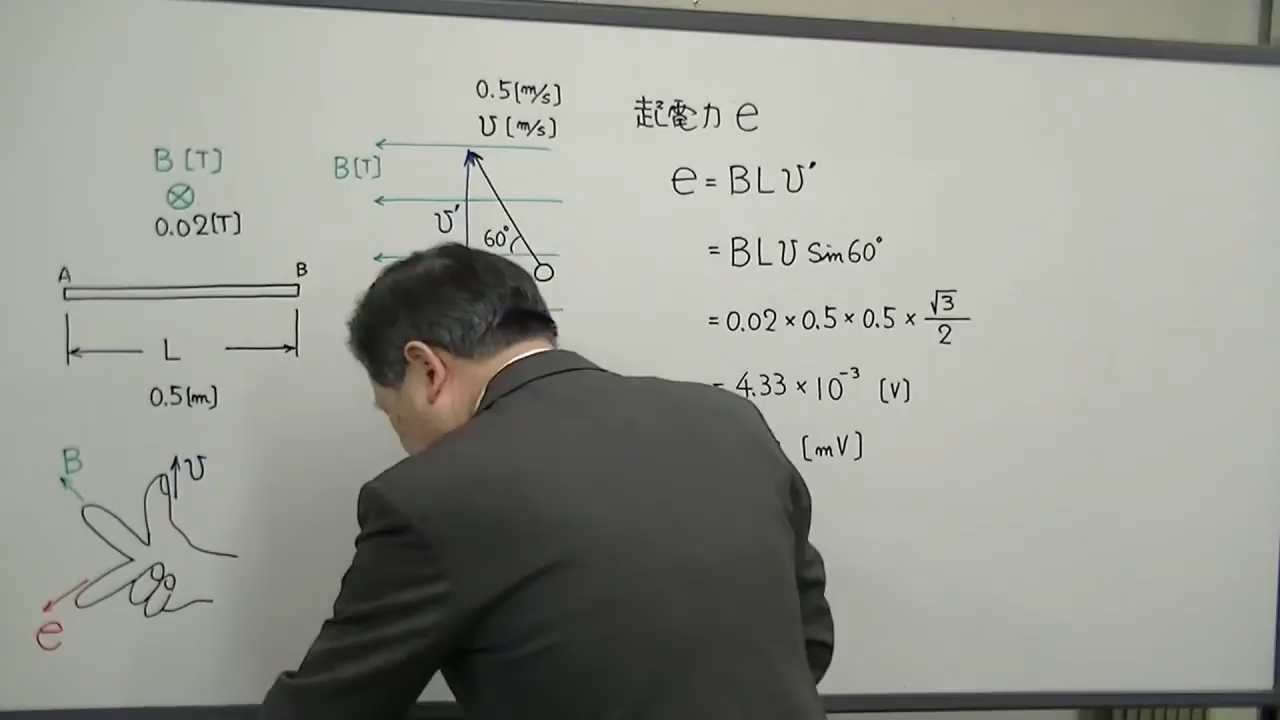 B [T]
0.02[T]
A
B
L
0.5[m]
B
υ
e
0.5[m/s]
υ [m/s]
B[T]
υ′
60°
起電力 e
e = BLυ′
= BLυ Sin60°
= 0.02 × 0.5 × 0.5 × √3/2
= 4.33 × 10⁻³ [V]
[mV]